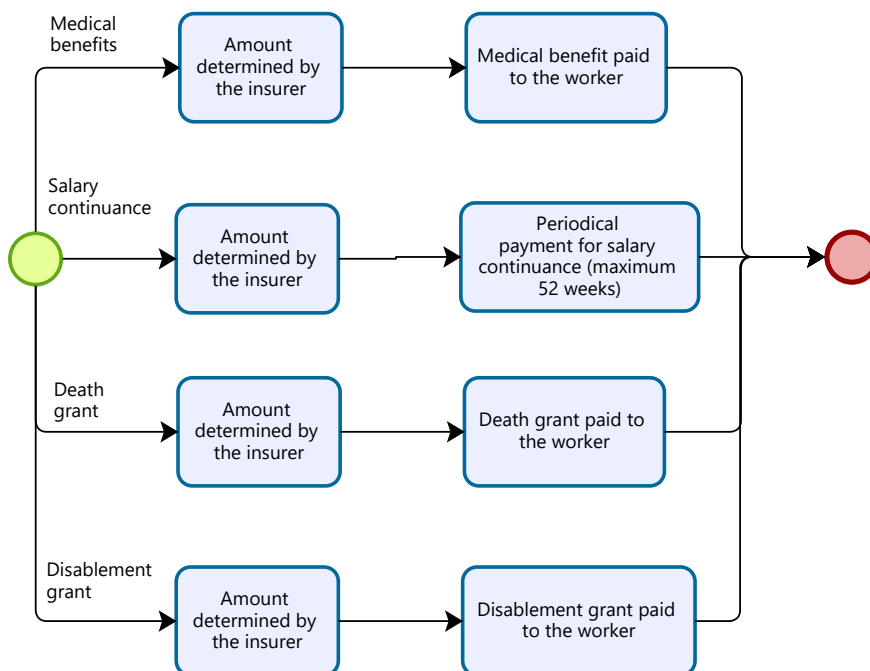 Medical
benefits
Amount
determined by
the insurer
Medical benefit paid
to the worker
Salary
continuance
Amount
determined by
the insurer
Periodical
payment for salary
continuance (maximum
52 weeks)
Death
grant
Amount
determined by
the insurer
Death grant paid to
the worker
Disablement
grant
Amount
determined by
the insurer
Disablement grant paid
to the worker